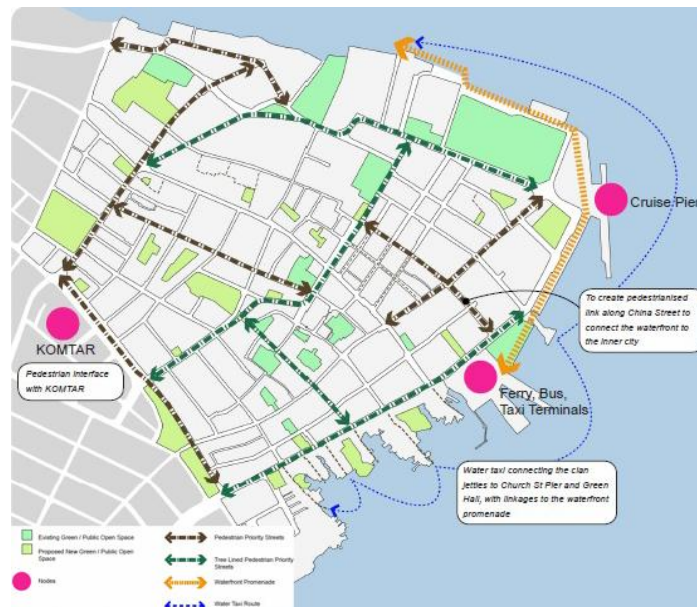 Cruise Pier
To create pedestrianised
link along China Street to
connect the waterfront to
the inner city
KOMTAR
Pedestrian Interface
with KOMTAR
Ferry, Bus,
Taxi Terminals
Water taxi connecting the clan
jetties to Church St Pier and Green
Hall, with linkages to the waterfront
promenade
Existing Green / Public Open Space
Proposed New Green / Public Open
Space
Nodes
Pedestrian Priority Streets
Tree Lined Pedestrian Priority
Streets
Waterfront Promenade
Water Taxi Route